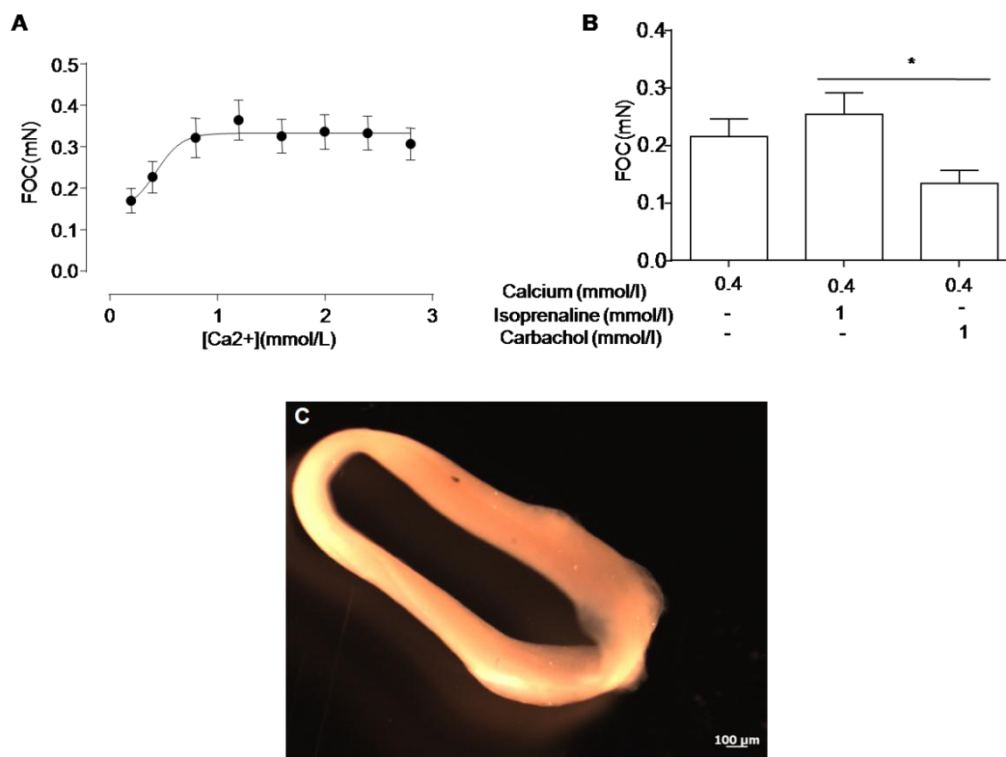 A
FOC(mN)
0.5
0.4
0.3
0.2
0.1
0.0
0 1 2 3
[Ca2+](mmol/L)
B
FOC(mN)
0.4
0.3
0.2
0.1
0.0
*
Calcium (mmol/l) 0.4 0.4 0.4
Isoprenaline (mmol/l) - 1 -
Carbachol (mmol/l) - - 1
C
100 µm